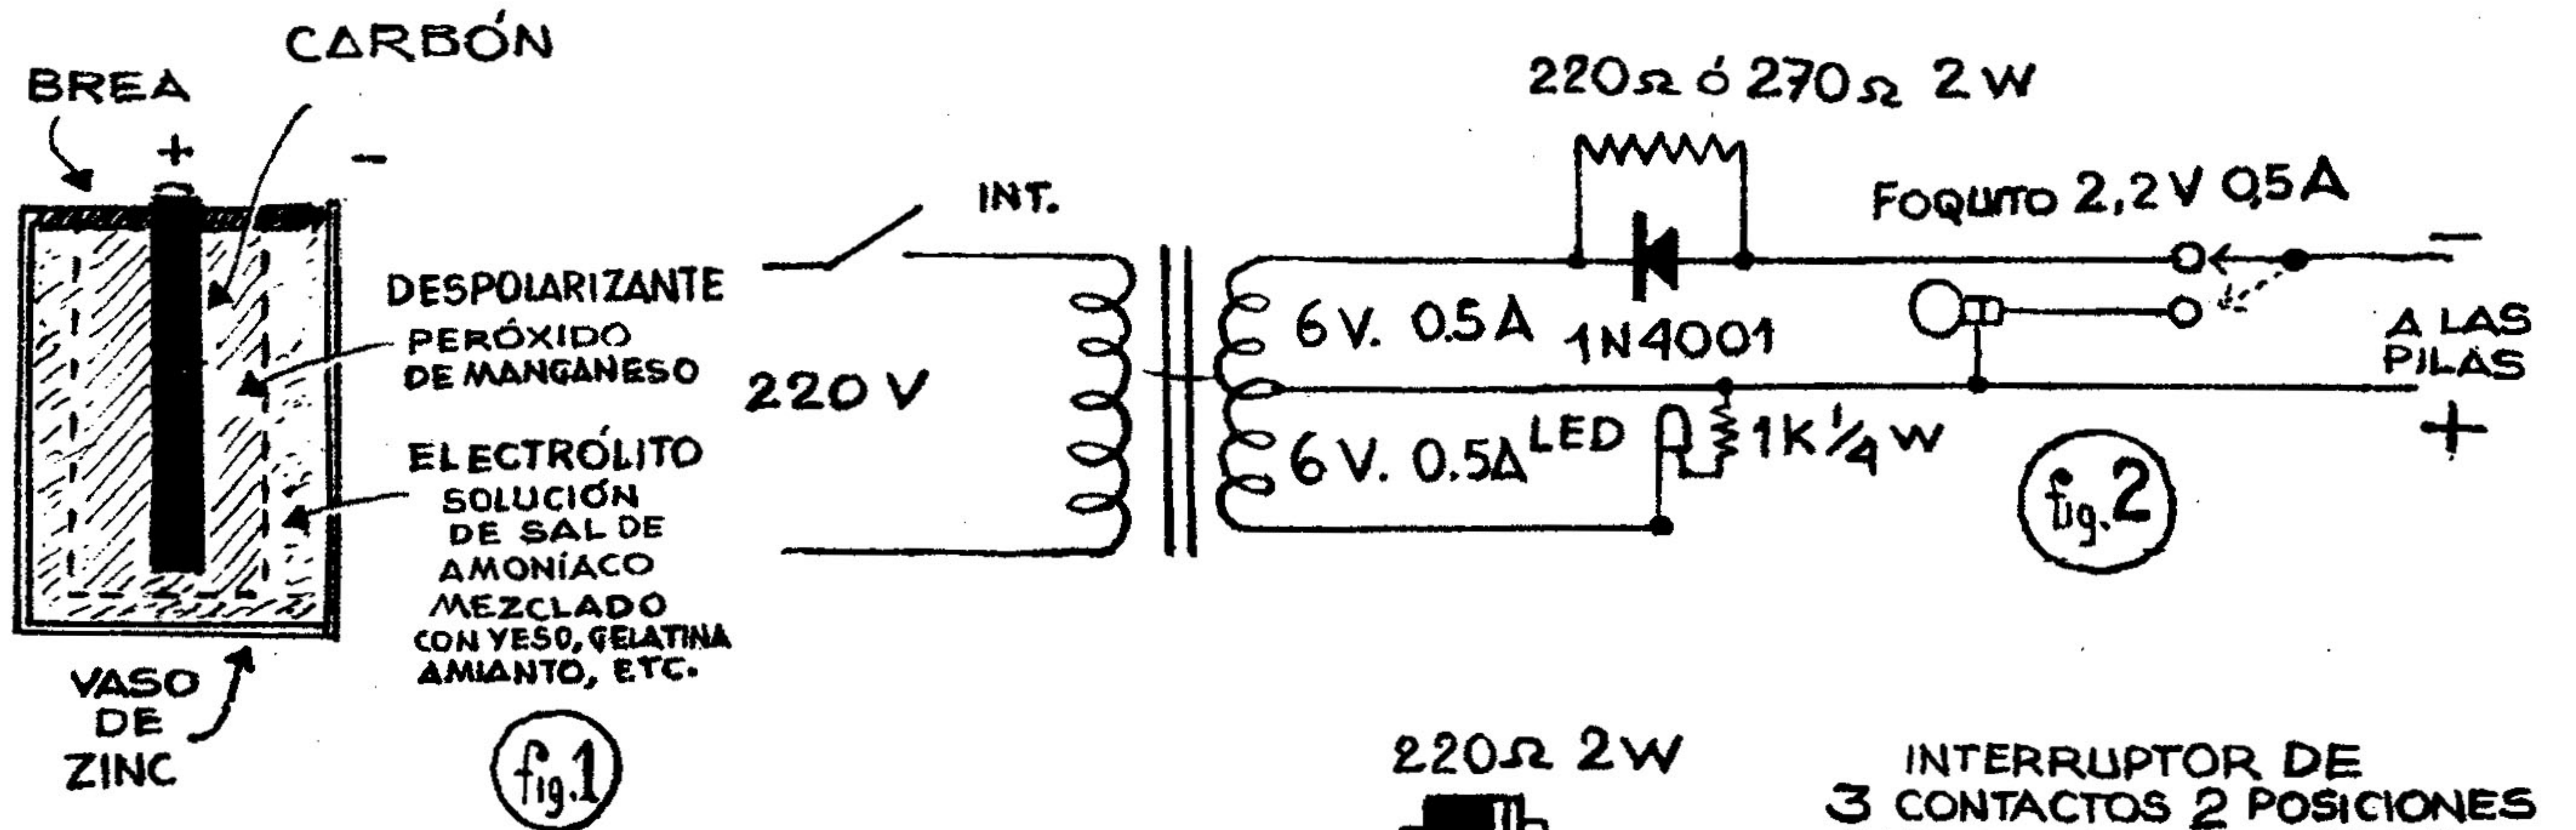 CARBÓN
BREA
+
-
DESPOLARIZANTE
PERÓXIDO
DE MANGANESO
ELECTRÓLITO
SOLUCIÓN
DE SAL DE
AMONÍACO
MEZCLADO
CON YESO, GELATINA
AMIANTO, ETC.
VASO
DE
ZINC
fig.1
220Ω ó 270Ω 2W
INT.
FOQUITO 2,2V 0,5A
-
6V. 0.5A
1N4001
220V
A LAS
PILAS
+
6V. 0.5A
LED
1K 1/4 W
fig.2
220Ω 2W
INTERRUPTOR DE
3 CONTACTOS 2 POSICIONES